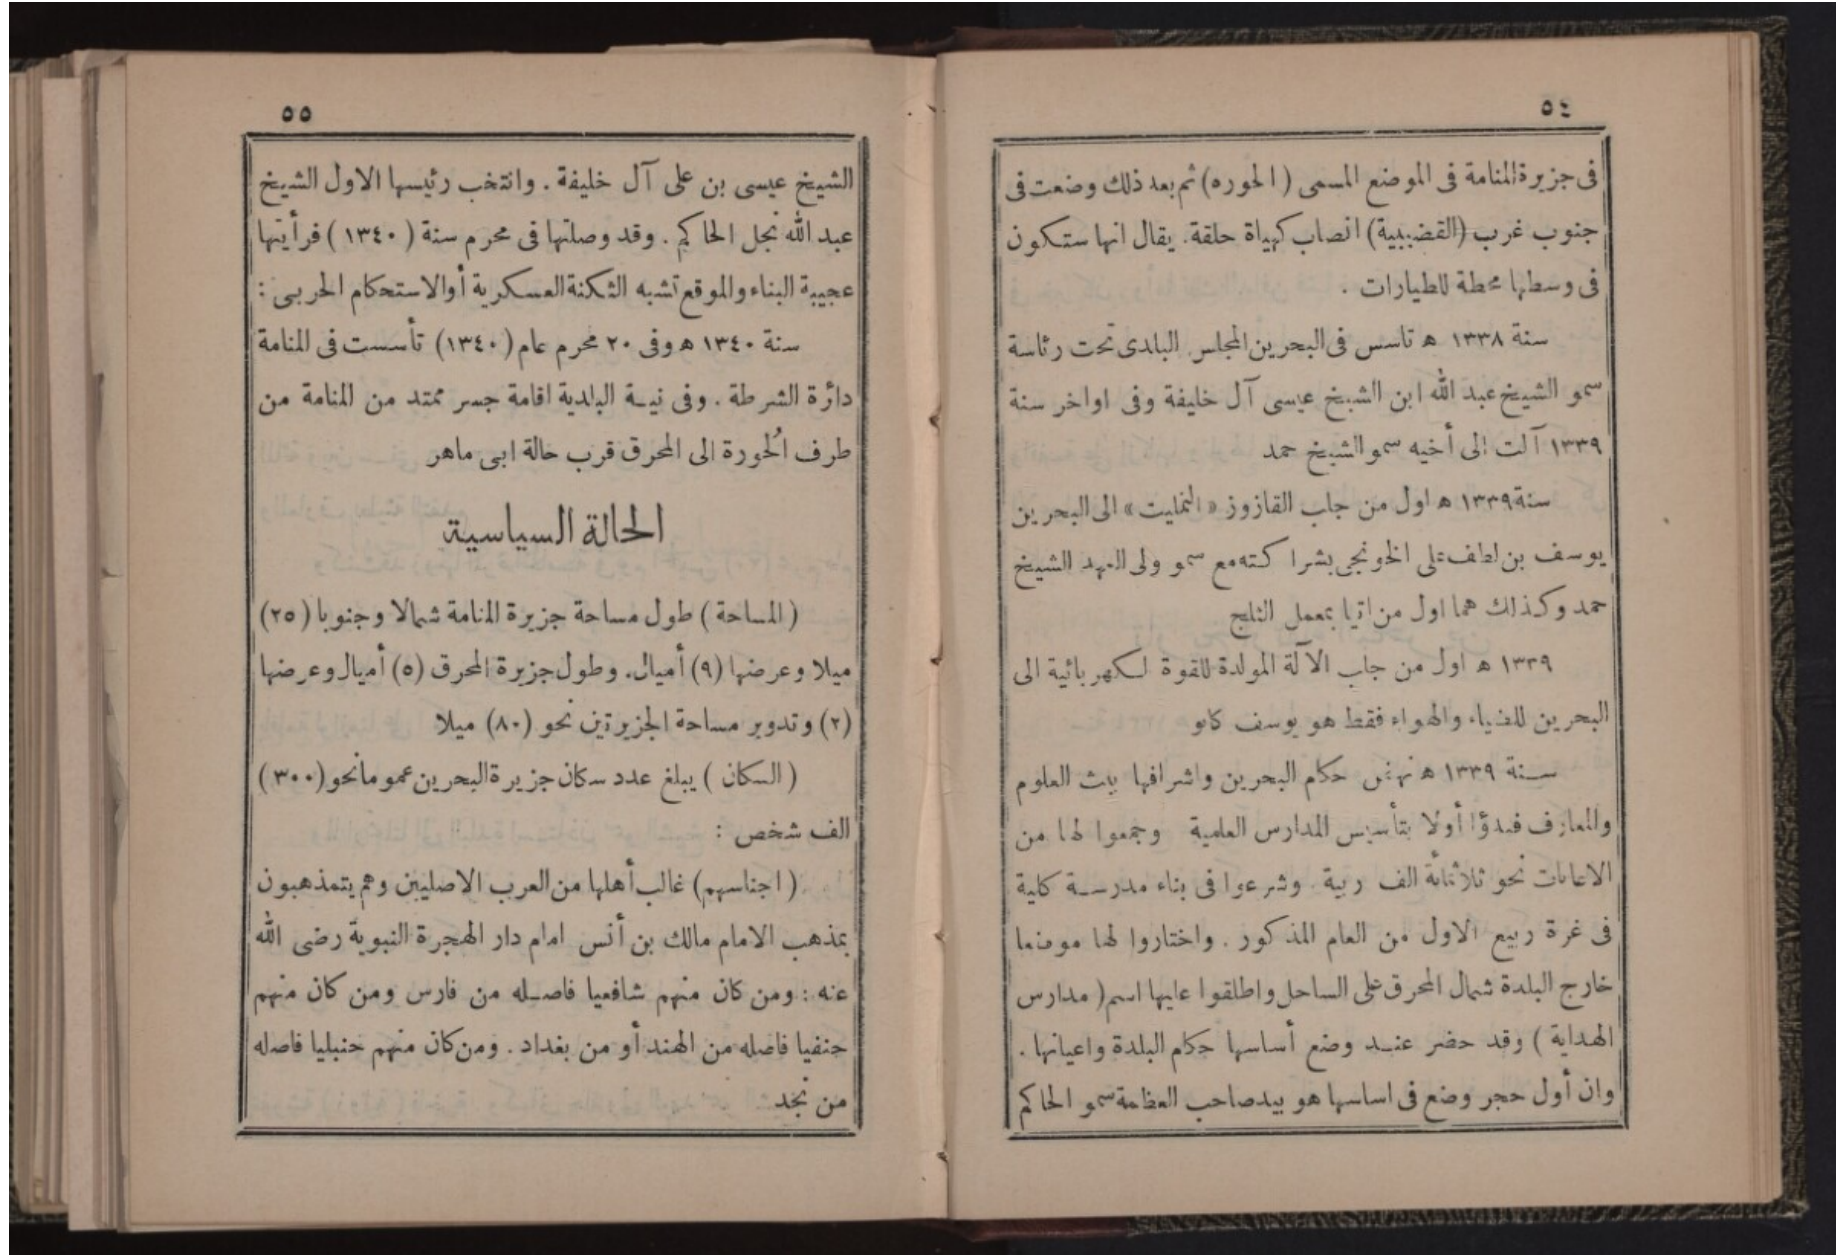 ٥٤
فى جزيرة المنامة فى الموضع المسمى ( الحوره ) ثم بعد ذلك وضعت فى
جنوب غرب (القضيبية) انصاب كهيأة حلقة. يقال انها ستكون
فى وسطها محطة للطيارات .
سنة ١٣٣٨ ه تاسس فى البحرين المجلس البلدى تحت رئاسة
سمو الشيخ عبد الله ابن الشيخ عيسى آل خليفة وفى اواخر سنة
١٣٣٩ آلت إلى أخيه سمو الشيخ حمد
سنة ١٣٣٩ ه اول من جاب القازوز «النمليت» الى البحرين
يوسف بن لطف على الخونجى بشراكته مع سمو ولى العهد الشيخ
حمد وكذلك هما اول من اتيا بمعمل الثلج
١٣٣٩ ه اول من جاب الآلة المولدة للقوة لكهربائية الى
البحرين للضياء والهواء فقط هو يوسف كانو
سنة ١٣٣٩ ه نهض حكام البحرين واشرافها ببث العلوم
والمعارف فبدؤا أولا بتأسيس المدارس العلمية وجمعوا لها من
الاعانات نحو ثلاثمائة الف ربية . وشرعوا فى بناء مدرسة كلية
فى غرة ربيع الاول من العام المذكور . واختاروا لها موضعا
خارج البلدة شمال المحرق على الساحل واطلقوا عليها اسم ( مدارس
الهداية ) وقد حضر عند وضع أساسها حكام البلدة واعيانها .
وان أول حجر وضع فى اساسها هو بيد صاحب العظمة سمو الحاكم
٥٥
الشيخ عيسى بن على آل خليفة . وانتخب رئيسها الاول الشيخ
عبد الله نجل الحاكم . وقد وصلتها فى محرم سنة ( ١٣٤٠ ) فرأيتها
عجيبة البناء والموقع تشبه الثكنة العسكرية أوالاستحكام الحربى :
سنة ١٣٤٠ ه وفى ٢٠ محرم عام (١٣٤٠) تأسست فى المنامة
دائرة الشرطة . وفى نية البلدية اقامة جسر ممتد من المنامة من
طرف الحُورة الى المحرق قرب حالة ابى ماهر
الحالة السياسية
( المساحة ) طول مساحة جزيرة المنامة شمالا وجنوبا (٢٥)
ميلا وعرضها (٩) أميال. وطول جزيرة المحرق (٥) أميال وعرضها
(٢) وتدوير مساحة الجزيرتين نحو (٨٠) ميلا
( السكان ) يبلغ عدد سكان جزيرة البحرين عموما نحو (٣٠٠)
الف شخص :
( اجناسهم ) غالب أهلها من العرب الاصليين وهم يتمذهبون
بمذهب الامام مالك بن أنس امام دار الهجرة النبوية رضى الله
عنه : ومن كان منهم شافعيا فاصله من فارس ومن كان منهم
حنفيا فاصله من الهند أو من بغداد . ومن كان منهم حنبليا فاصله
من نجد